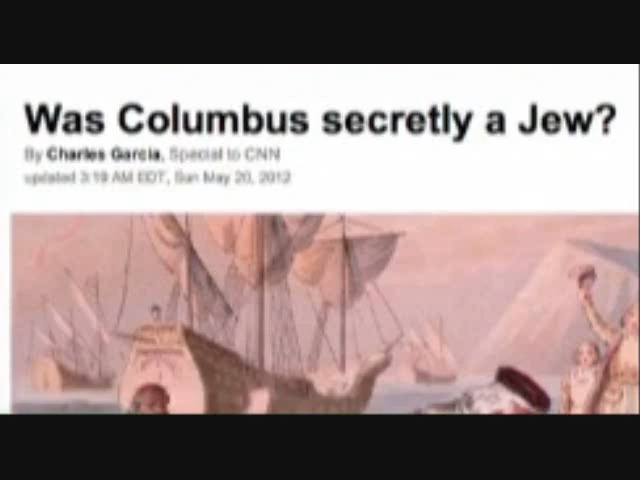 Was Columbus secretly a Jew?
By Charles Garcia, Special to CNN
updated 3:19 AM EDT, Sun May 20, 2012